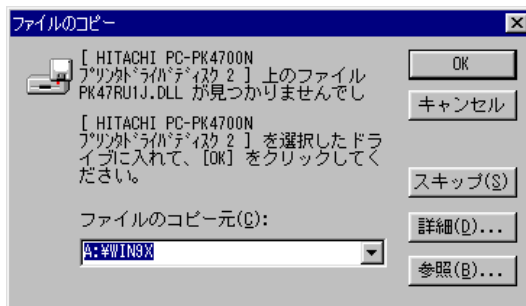 ファイルのコピー
[ HITACHI PC-PK4700N
ﾌﾟﾘﾝﾀﾄﾞﾗｲﾊﾞﾃﾞｨｽｸ 2 ] 上のファイル
PK47RU1J.DLL が見つかりませんでし
[ HITACHI PC-PK4700N
ﾌﾟﾘﾝﾀﾄﾞﾗｲﾊﾞﾃﾞｨｽｸ 2 ] を選択したドラ
イブに入れて、[OK] をクリックしてく
ださい。
ファイルのコピー元(C):
A:¥WIN9X
OK
キャンセル
スキップ(S)
詳細(D)...
参照(B)...